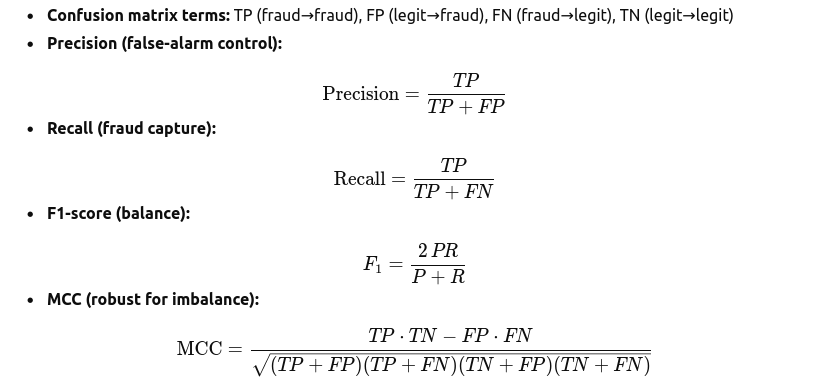 • Confusion matrix terms: TP (fraud→fraud), FP (legit→fraud), FN (fraud→legit), TN (legit→legit)
• Precision (false-alarm control):
Precision = \frac{TP}{TP + FP}
• Recall (fraud capture):
Recall = \frac{TP}{TP + FN}
• F1-score (balance):
F_1 = \frac{2 PR}{P + R}
• MCC (robust for imbalance):
MCC = \frac{TP \cdot TN - FP \cdot FN}{\sqrt{(TP + FP)(TP + FN)(TN + FP)(TN + FN)}}